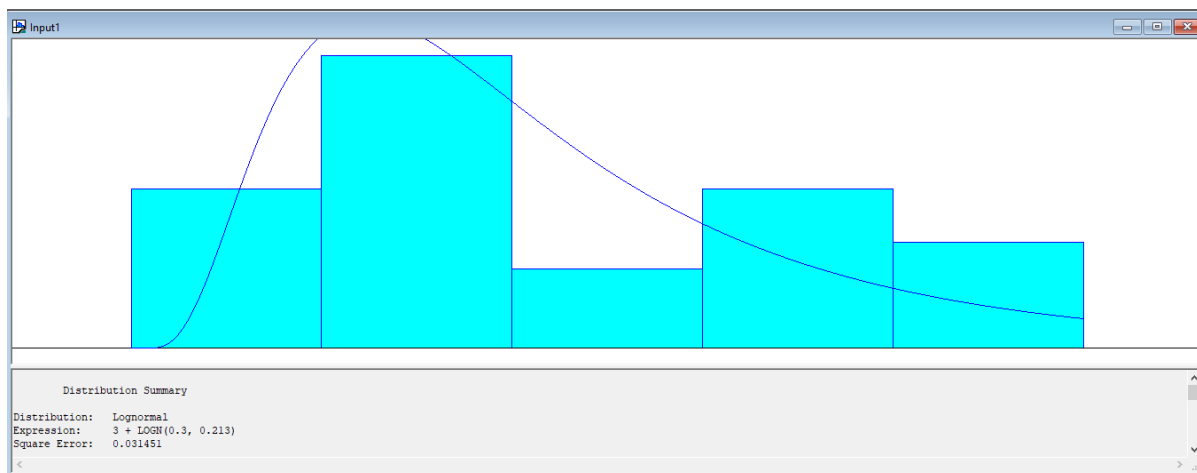 Input1
Distribution Summary
Distribution: Lognormal
Expression: 3 + LOGN(0.3, 0.213)
Square Error: 0.031451